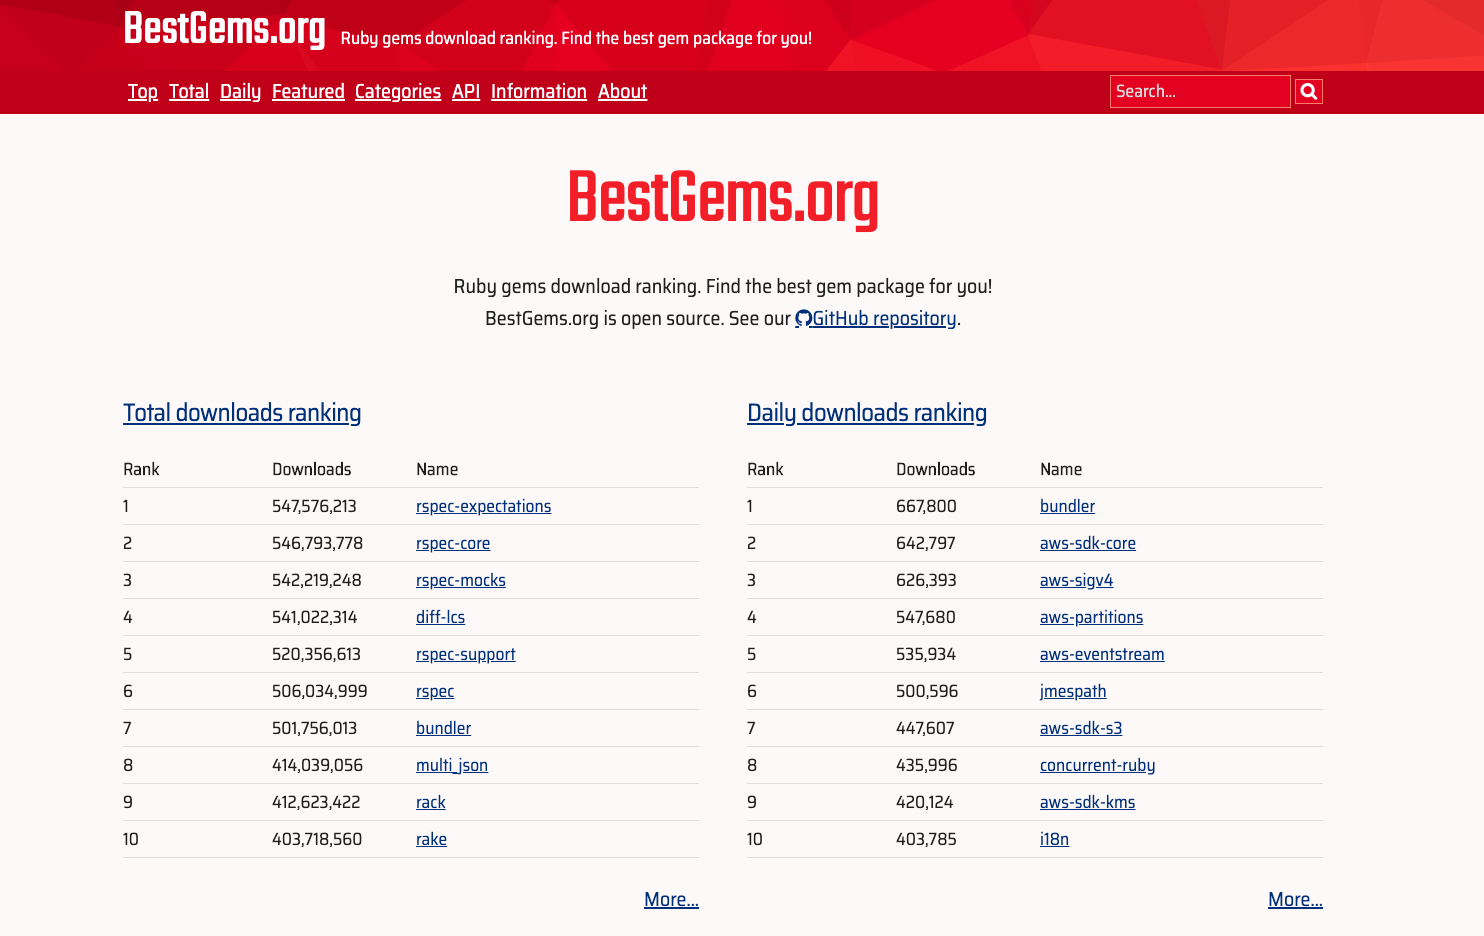 BestGems.org Ruby gems download ranking. Find the best gem package for you!
Top Total Daily Featured Categories API Information About Search...
BestGems.org
Ruby gems download ranking. Find the best gem package for you!
BestGems.org is open source. See our GitHub repository.
Total downloads ranking
Rank Downloads Name
1 547,576,213 rspec-expectations
2 546,793,778 rspec-core
3 542,219,248 rspec-mocks
4 541,022,314 diff-lcs
5 520,356,613 rspec-support
6 506,034,999 rspec
7 501,756,013 bundler
8 414,039,056 multi_json
9 412,623,422 rack
10 403,718,560 rake
More...
Daily downloads ranking
Rank Downloads Name
1 667,800 bundler
2 642,797 aws-sdk-core
3 626,393 aws-sigv4
4 547,680 aws-partitions
5 535,934 aws-eventstream
6 500,596 jmespath
7 447,607 aws-sdk-s3
8 435,996 concurrent-ruby
9 420,124 aws-sdk-kms
10 403,785 i18n
More...